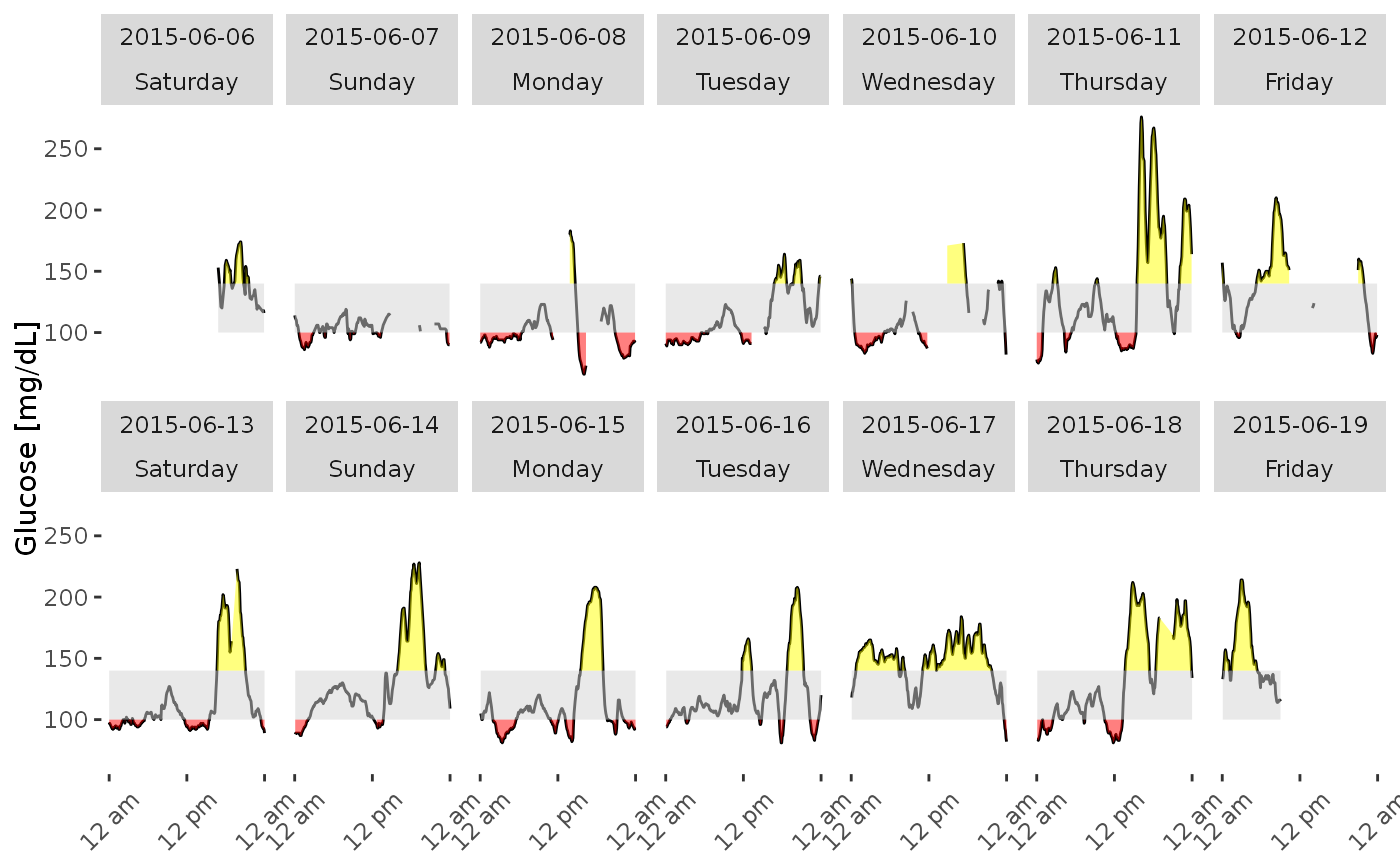 2015-06-06 2015-06-07 2015-06-08 2015-06-09 2015-06-10 2015-06-11 2015-06-12
Saturday Sunday Monday Tuesday Wednesday Thursday Friday
250
200
150
100
Glucose [mg/dL]
2015-06-13 2015-06-14 2015-06-15 2015-06-16 2015-06-17 2015-06-18 2015-06-19
Saturday Sunday Monday Tuesday Wednesday Thursday Friday
250
200
150
100
12 am 12 pm 12 am 12 am 12 pm 12 am 12 am 12 pm 12 am 12 am 12 pm 12 am 12 am 12 pm 12 am 12 am 12 pm 12 am 12 am 12 pm 12 am